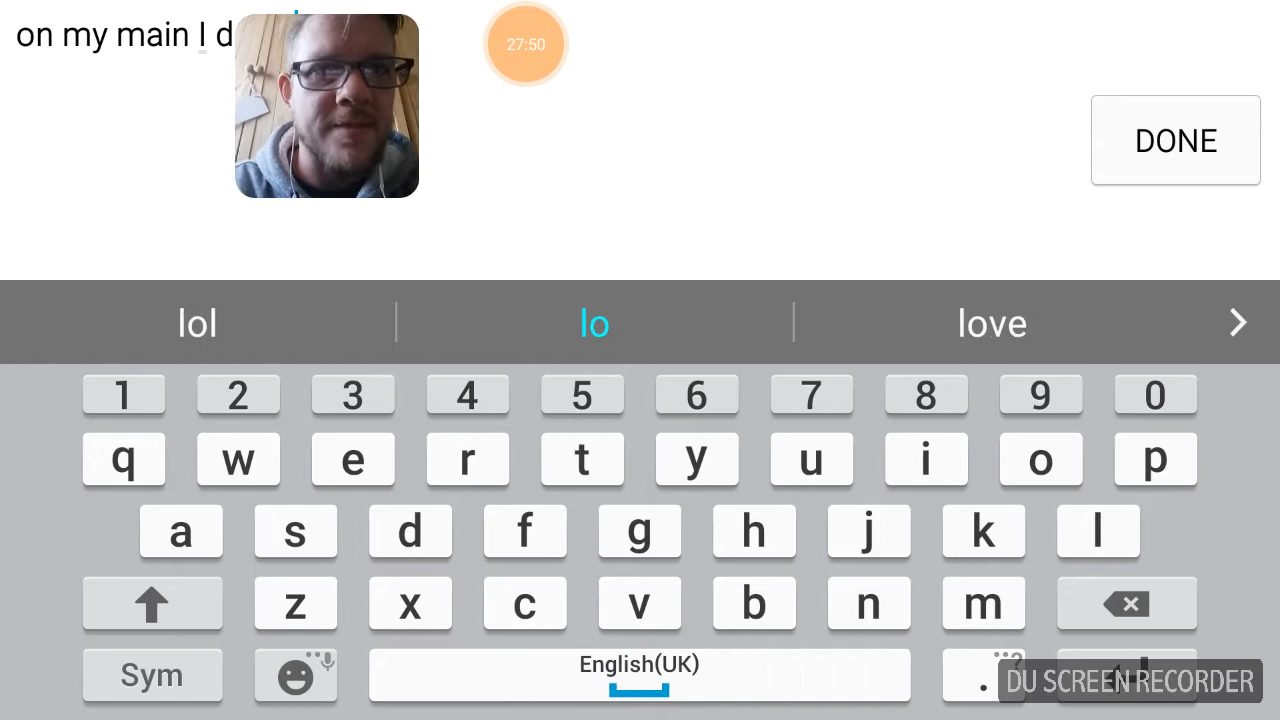 on my main I d
27:50
DONE
lol lo love
1 2 3 4 5 6 7 8 9 0
q w e r t y u i o p
a s d f g h j k l
z x c v b n m
Sym English(UK) . ?
DU SCREEN RECORDER